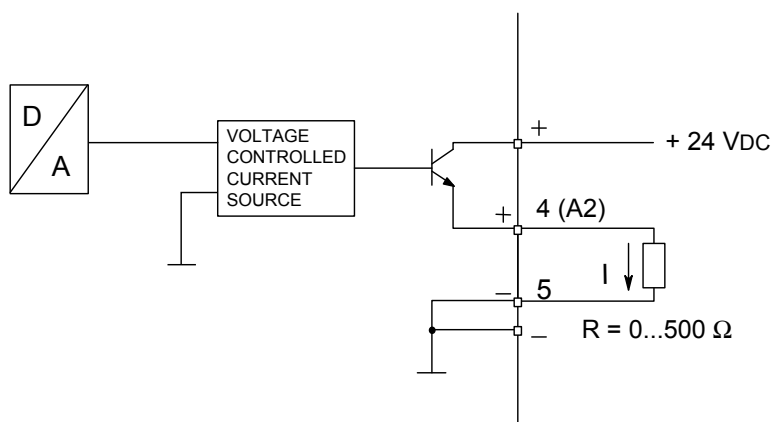 D
A
VOLTAGE
CONTROLLED
CURRENT
SOURCE
+
+ 24 VDC
+
4 (A2)
I
–
5
–
R = 0...500 Ω